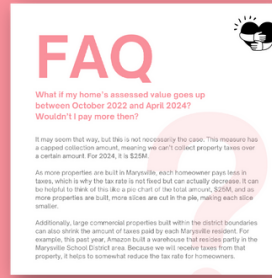 FAQ
What if my home's assessed value goes up
between October 2022 and April 2024?
Wouldn't I pay more then?
It may seem that way, but this is not necessarily the case. This measure has
a capped collection amount, meaning we can't collect property taxes over
a certain amount. For 2024, it is $25M.
As more properties are built in Marysville, each homeowner pays less in
taxes, which is why the tax rate is not fixed but can actually decrease. It can
be helpful to think of this like a pie chart of the total amount, $25M, and as
more properties are built, more slices are cut in the pie, making each slice
smaller.
Additionally, large commercial properties built within the district boundaries
can also shrink the amount of taxes paid by each Marysville resident. For
example, this past year, Amazon built a warehouse that resides partly in the
Marysville School District area. Because we will receive taxes from that
property, it helps to somewhat reduce the tax rate for homeowners.